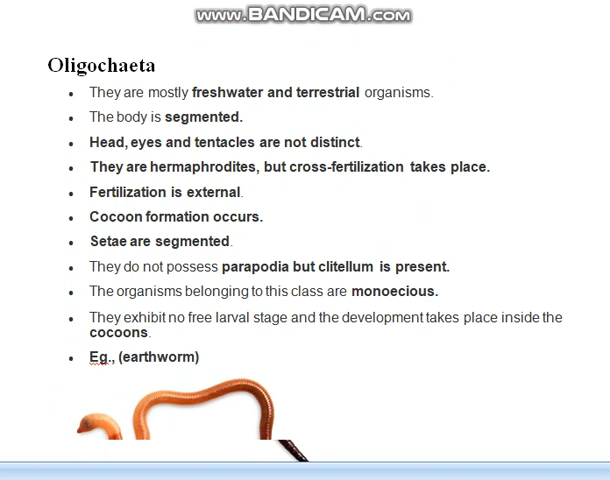 www.BANDICAM.com
Oligochaeta
• They are mostly freshwater and terrestrial organisms.
• The body is segmented.
• Head, eyes and tentacles are not distinct.
• They are hermaphrodites, but cross-fertilization takes place.
• Fertilization is external.
• Cocoon formation occurs.
• Setae are segmented.
• They do not possess parapodia but clitellum is present.
• The organisms belonging to this class are monoecious.
• They exhibit no free larval stage and the development takes place inside the
cocoons.
• Eg., (earthworm)